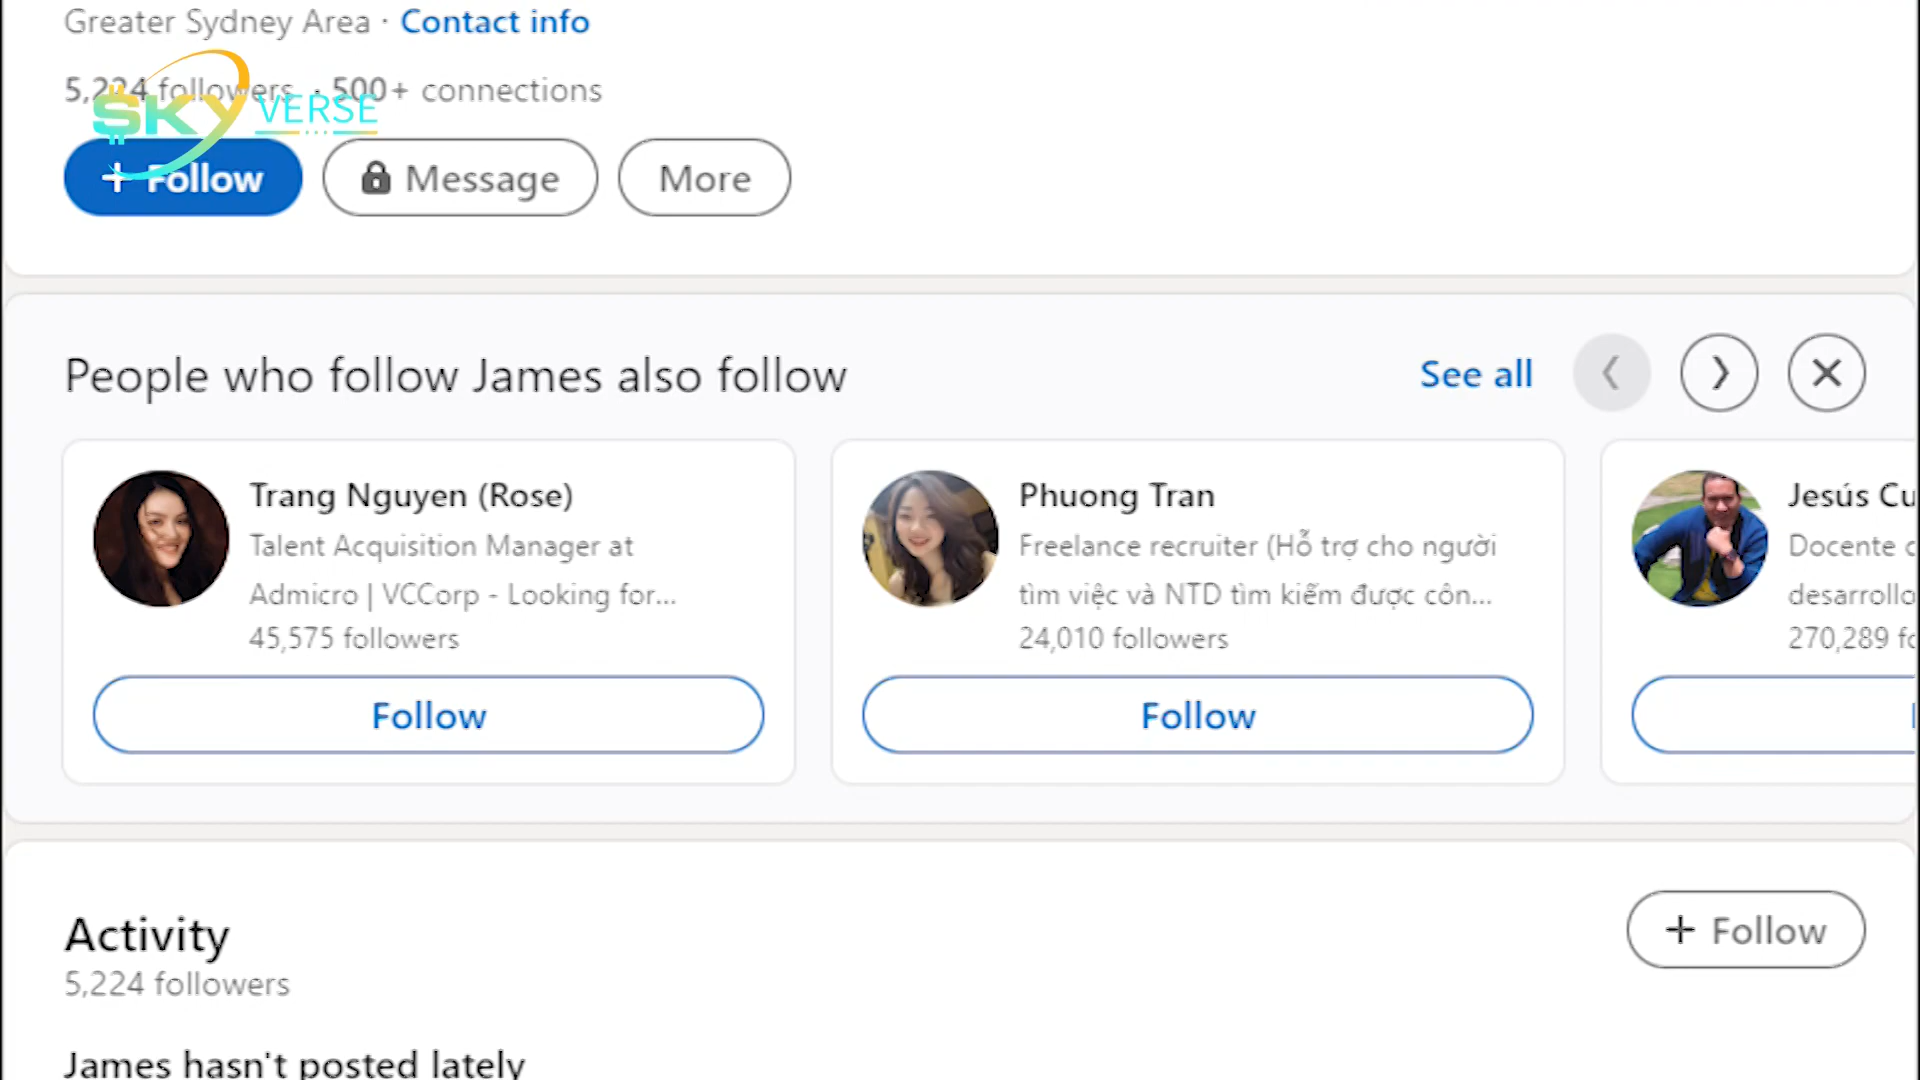 Greater Sydney Area · Contact info
5,224 followers · 500+ connections
$KY VERSE
+ Follow
Message
More
People who follow James also follow
See all
Trang Nguyen (Rose)
Talent Acquisition Manager at
Admicro | VCCorp - Looking for...
45,575 followers
Follow
Phuong Tran
Freelance recruiter (Hỗ trợ cho người
tìm việc và NTD tìm kiếm được côn...
24,010 followers
Follow
Jesús Cu
Docente
desarrollo
270,289
Activity
5,224 followers
+ Follow
James hasn't posted lately